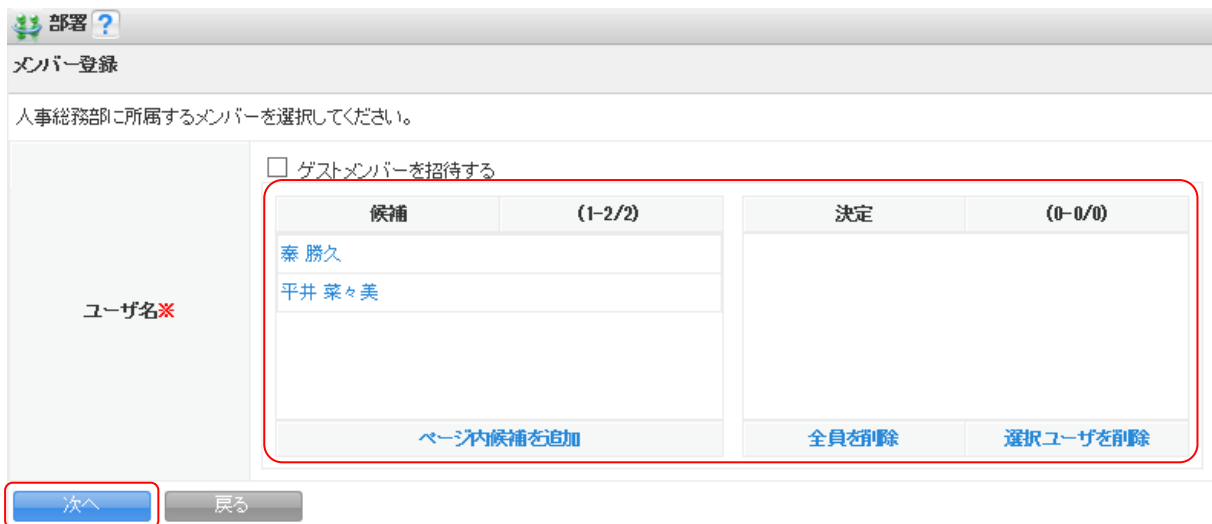 部署 ?
メンバー登録
人事総務部に所属するメンバーを選択してください。
ゲストメンバーを招待する
候補 (1-2/2) 決定 (0-0/0)
秦 勝久
平井 菜々美
ユーザ名※
ページ内候補を追加 全員を削除 選択ユーザを削除
次へ 戻る